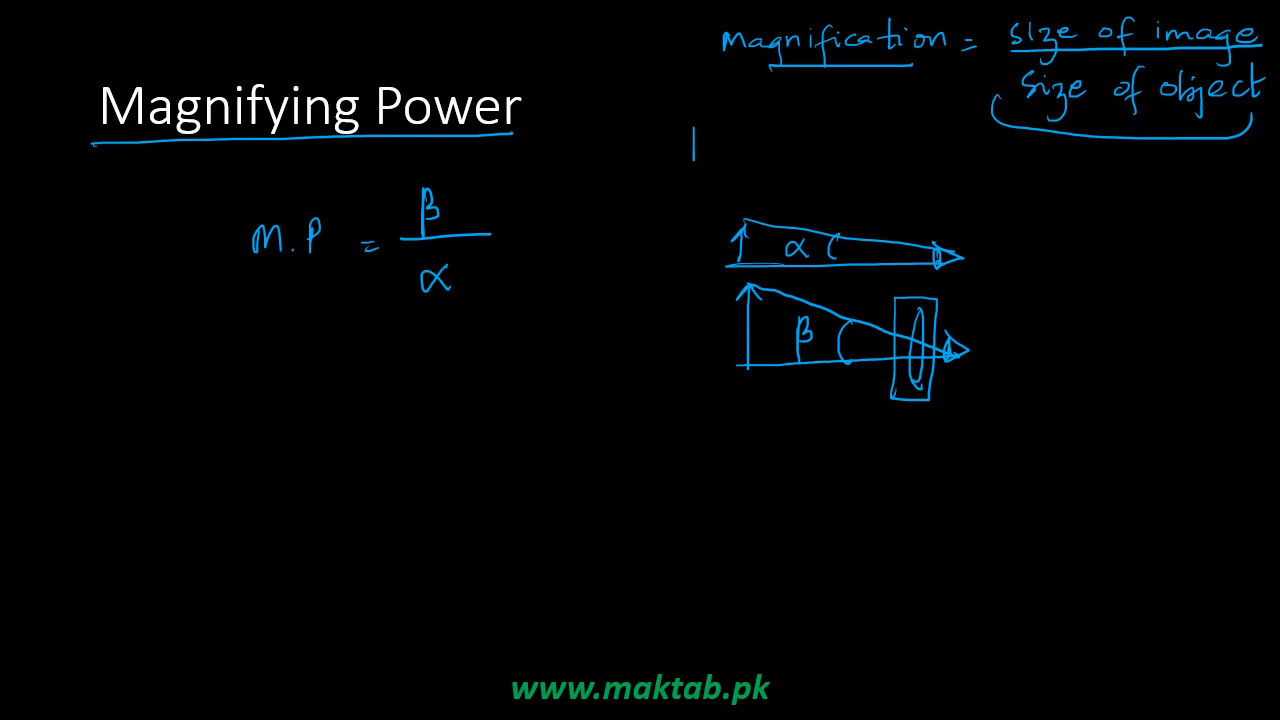 magnification = size of image
size of object
Magnifying Power
M.P = β
α
α
β
www.maktab.pk